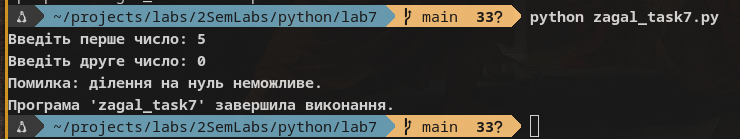 ~/projects/labs/2SemLabs/python/lab7 main 33? python zagal_task7.py
Введіть перше число: 5
Введіть друге число: 0
Помилка: ділення на нуль неможливе.
Програма 'zagal_task7' завершила виконання.
~/projects/labs/2SemLabs/python/lab7 main 33?